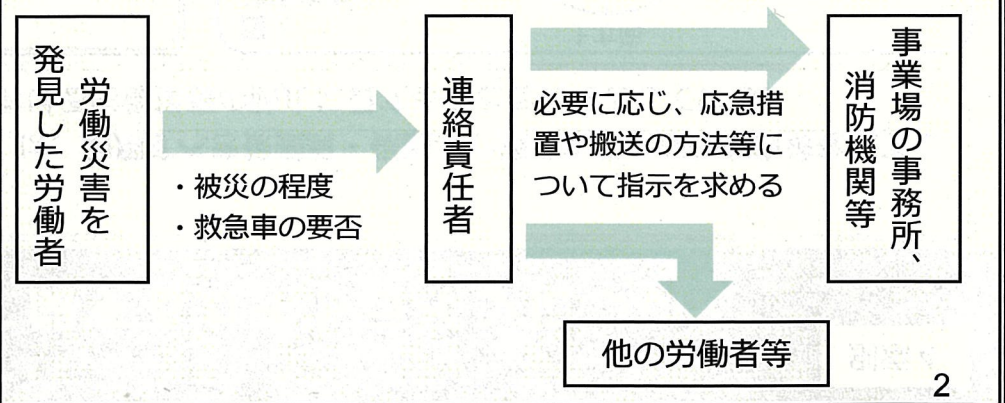 労働災害を
発見した労働者
・被災の程度
・救急車の要否
連絡責任者
必要に応じ、応急措
置や搬送の方法等に
ついて指示を求める
事業場の事務所、
消防機関等
他の労働者等
2